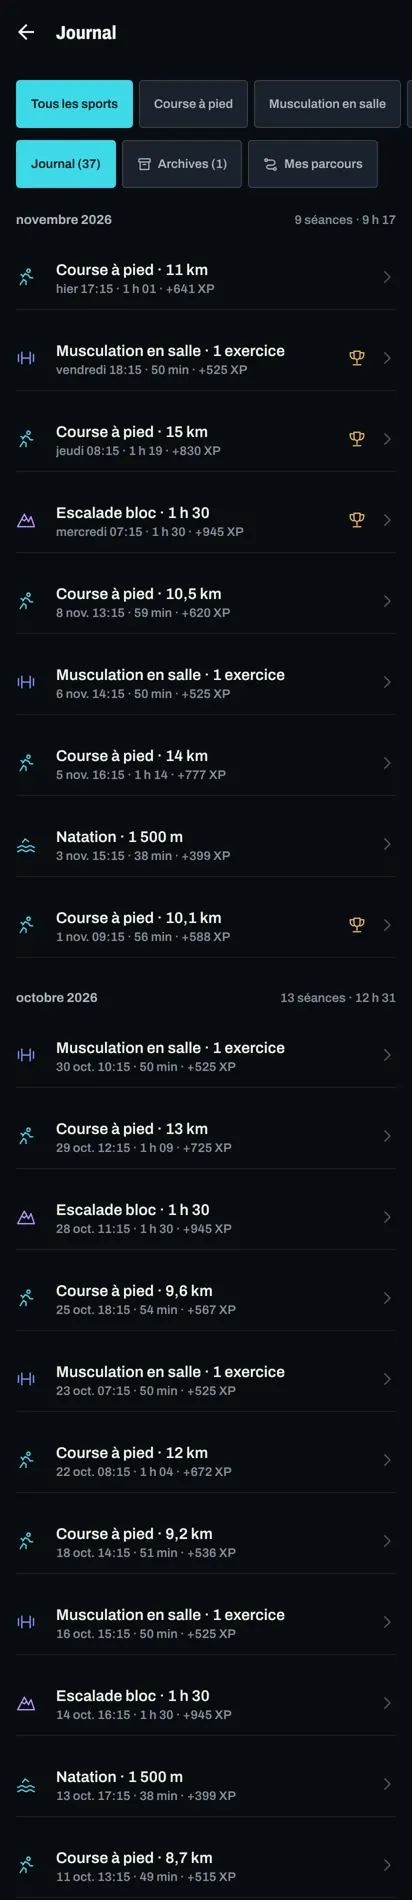 Journal
Tous les sports
Course à pied
Musculation en salle
Journal (37)
Archives (1)
Mes parcours
novembre 2026
9 séances · 9 h 17
Course à pied · 11 km
hier 17:15 · 1 h 01 · +641 XP
Musculation en salle · 1 exercice
vendredi 18:15 · 50 min · +525 XP
Course à pied · 15 km
jeudi 08:15 · 1 h 19 · +830 XP
Escalade bloc · 1 h 30
mercredi 07:15 · 1 h 30 · +945 XP
Course à pied · 10,5 km
8 nov. 13:15 · 59 min · +620 XP
Musculation en salle · 1 exercice
6 nov. 14:15 · 50 min · +525 XP
Course à pied · 14 km
5 nov. 16:15 · 1 h 14 · +777 XP
Natation · 1 500 m
3 nov. 15:15 · 38 min · +399 XP
Course à pied · 10,1 km
1 nov. 09:15 · 56 min · +588 XP
octobre 2026
13 séances · 12 h 31
Musculation en salle · 1 exercice
30 oct. 10:15 · 50 min · +525 XP
Course à pied · 13 km
29 oct. 12:15 · 1 h 09 · +725 XP
Escalade bloc · 1 h 30
28 oct. 11:15 · 1 h 30 · +945 XP
Course à pied · 9,6 km
25 oct. 18:15 · 54 min · +567 XP
Musculation en salle · 1 exercice
23 oct. 07:15 · 50 min · +525 XP
Course à pied · 12 km
22 oct. 08:15 · 1 h 04 · +672 XP
Course à pied · 9,2 km
18 oct. 14:15 · 51 min · +536 XP
Musculation en salle · 1 exercice
16 oct. 15:15 · 50 min · +525 XP
Escalade bloc · 1 h 30
14 oct. 16:15 · 1 h 30 · +945 XP
Natation · 1 500 m
13 oct. 17:15 · 38 min · +399 XP
Course à pied · 8,7 km
11 oct. 13:15 · 49 min · +515 XP